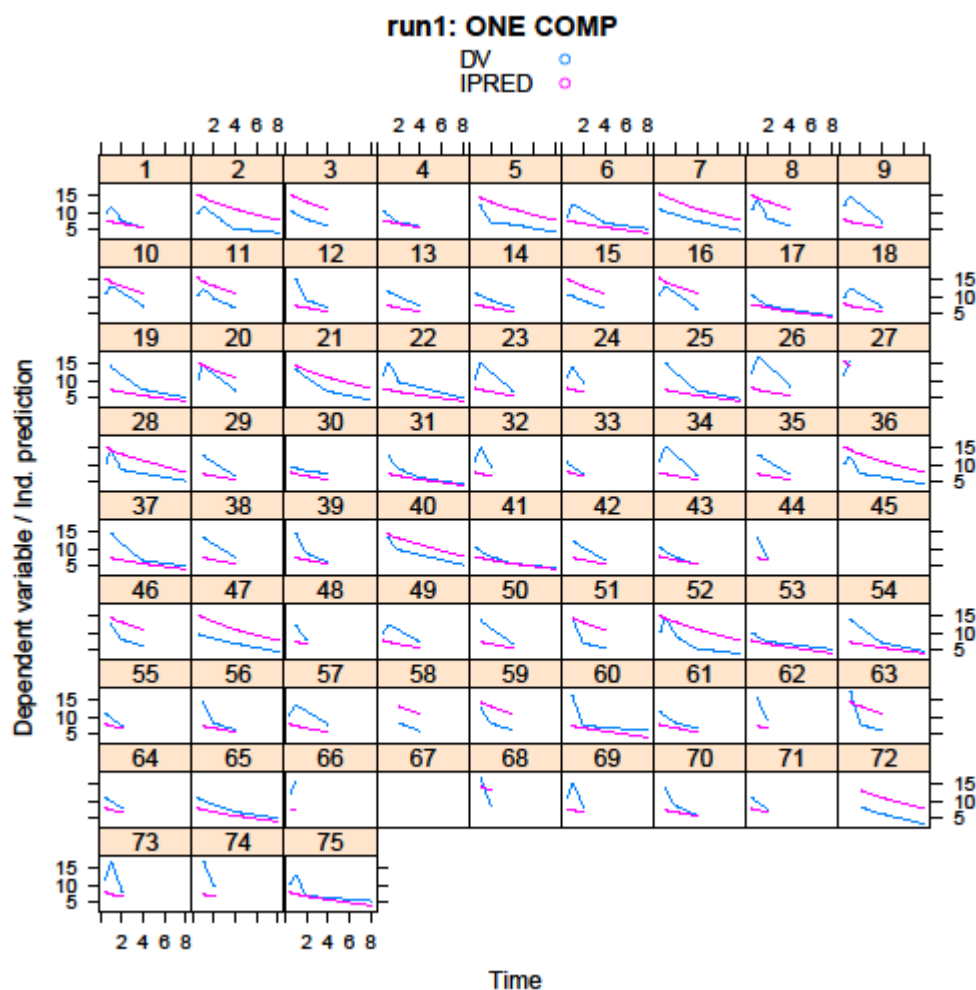 run1: ONE COMP
DV
IPRED
2 4 6 8 2 4 6 8 2 4 6 8 2 4 6 8
1 2 3 4 5 6 7 8 9
15
10
5
10 11 12 13 14 15 16 17 18
15
10
5
19 20 21 22 23 24 25 26 27
15
10
5
28 29 30 31 32 33 34 35 36
15
10
5
37 38 39 40 41 42 43 44 45
15
10
5
46 47 48 49 50 51 52 53 54
15
10
5
55 56 57 58 59 60 61 62 63
15
10
5
64 65 66 67 68 69 70 71 72
15
10
5
73 74 75
15
10
5
2 4 6 8 2 4 6 8
Time
Dependent variable / Ind. prediction